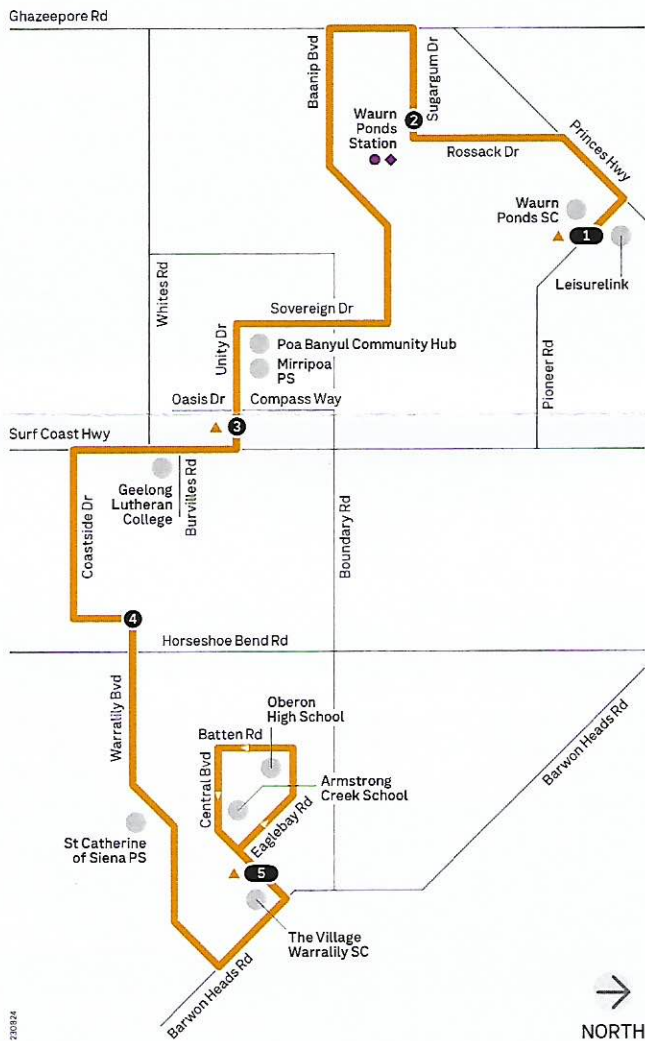 Ghazeepore Rd
Baanip Bvd
Sugargum Dr
2
Waurn
Ponds
Station
Rossack Dr
Princes Hwy
Waurn
Ponds SC
1
Leisurelink
Whites Rd
Sovereign Dr
Unity Dr
Poa Banyul Community Hub
Mirripoa
PS
Pioneer Rd
Oasis Dr
Compass Way
3
Surf Coast Hwy
Geelong
Lutheran
College
Burvilles Rd
Coastside Dr
Boundary Rd
4
Horseshoe Bend Rd
Warralily Bvd
Oberon
High School
Batten Rd
Central Bvd
Armstrong
Creek School
Eaglebay Rd
Barwon Heads Rd
St Catherine
of Siena PS
5
The Village
Warralily SC
Barwon Heads Rd
230824
NORTH